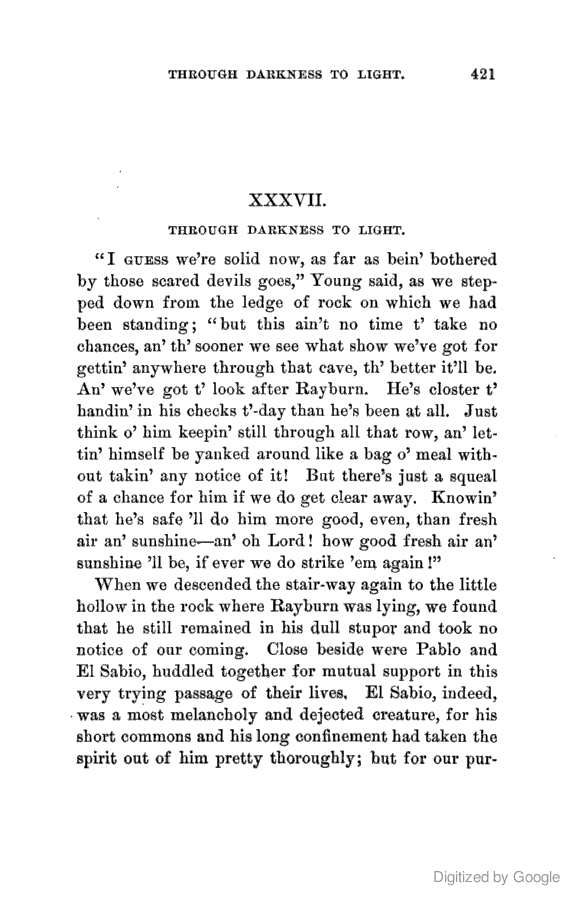 THROUGH DARKNESS TO LIGHT. 421
XXXVII.
THROUGH DARKNESS TO LIGHT.
“I GUESS we’re solid now, as far as bein’ bothered
by those scared devils goes,” Young said, as we step-
ped down from the ledge of rock on which we had
been standing; “but this ain’t no time t’ take no
chances, an’ th’ sooner we see what show we’ve got for
gettin’ anywhere through that cave, th’ better it’ll be.
An’ we’ve got t’ look after Rayburn. He’s closter t’
handin’ in his checks t’-day than he’s been at all. Just
think o’ him keepin’ still through all that row, an’ let-
tin’ himself be yanked around like a bag o’ meal with-
out takin’ any notice of it! But there’s just a squeal
of a chance for him if we do get clear away. Knowin’
that he’s safe ’ll do him more good, even, than fresh
air an’ sunshine—an’ oh Lord! how good fresh air an’
sunshine ’ll be, if ever we do strike ’em again!”
When we descended the stair-way again to the little
hollow in the rock where Rayburn was lying, we found
that he still remained in his dull stupor and took no
notice of our coming. Close beside were Pablo and
El Sabio, huddled together for mutual support in this
very trying passage of their lives. El Sabio, indeed,
was a most melancholy and dejected creature, for his
short commons and his long confinement had taken the
spirit out of him pretty thoroughly; but for our pur-
Digitized by Google